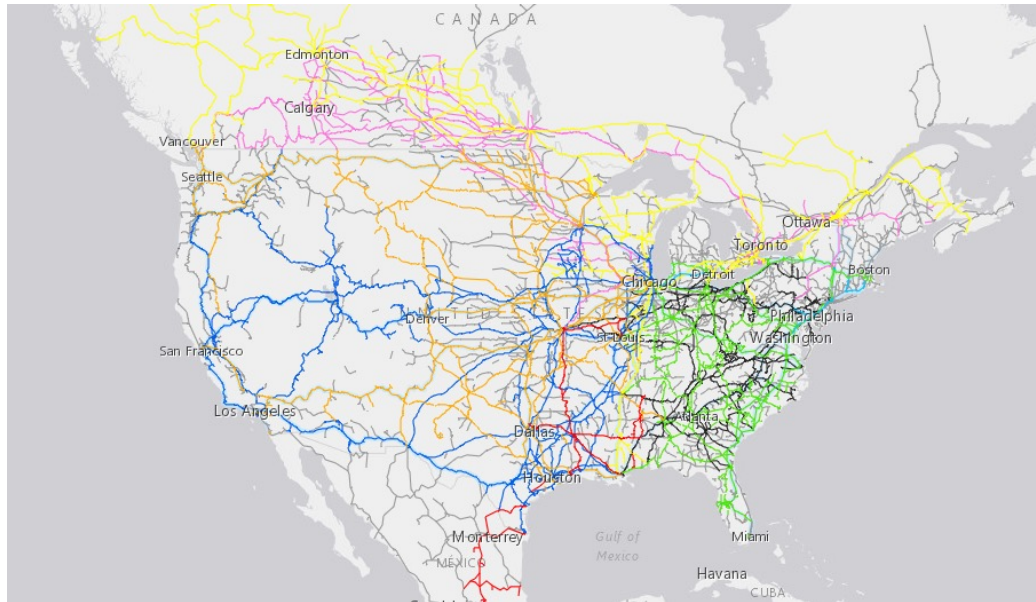 CANADA
Edmonton
Calgary
Vancouver
Seattle
Ottawa
Toronto
Boston
Detroit
Chicago
Philadelphia
Denver
St Louis
Washington
San Francisco
Los Angeles
Atlanta
Dallas
Houston
Monterrey
MÉXICO
Gulf of
Mexico
Miami
Havana
CUBA